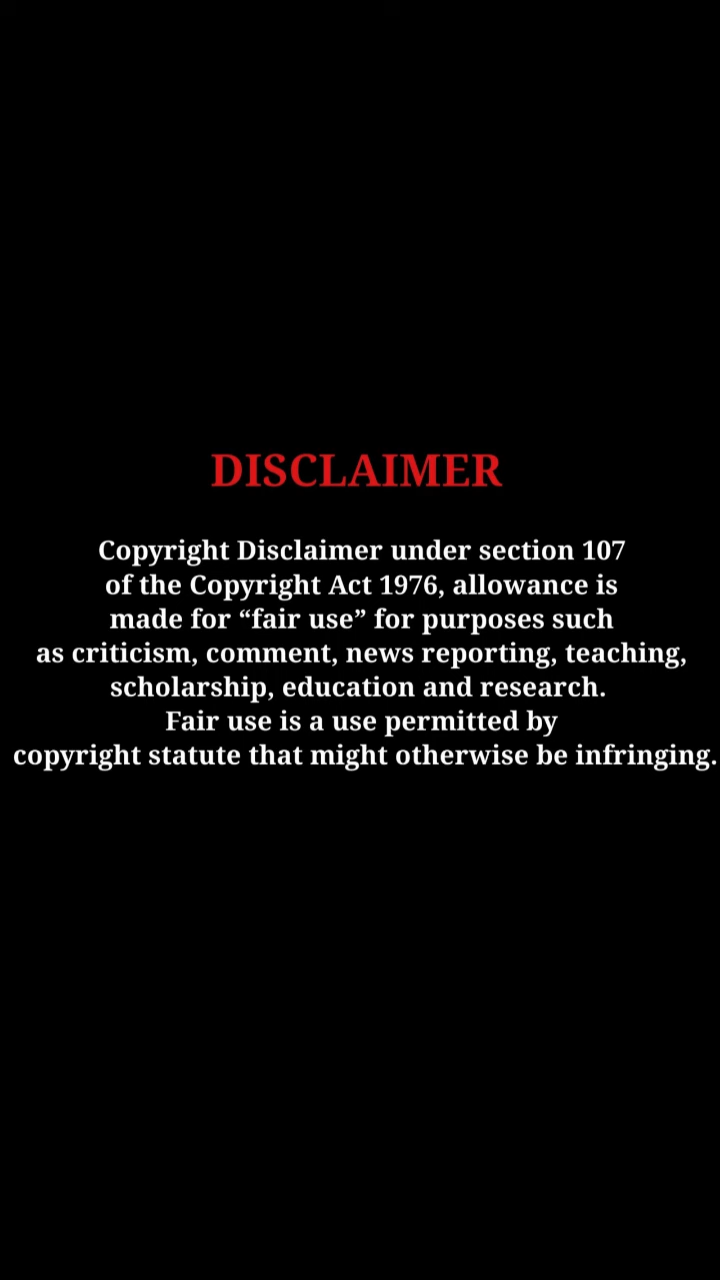 DISCLAIMER
Copyright Disclaimer under section 107
of the Copyright Act 1976, allowance is
made for “fair use” for purposes such
as criticism, comment, news reporting, teaching,
scholarship, education and research.
Fair use is a use permitted by
copyright statute that might otherwise be infringing.